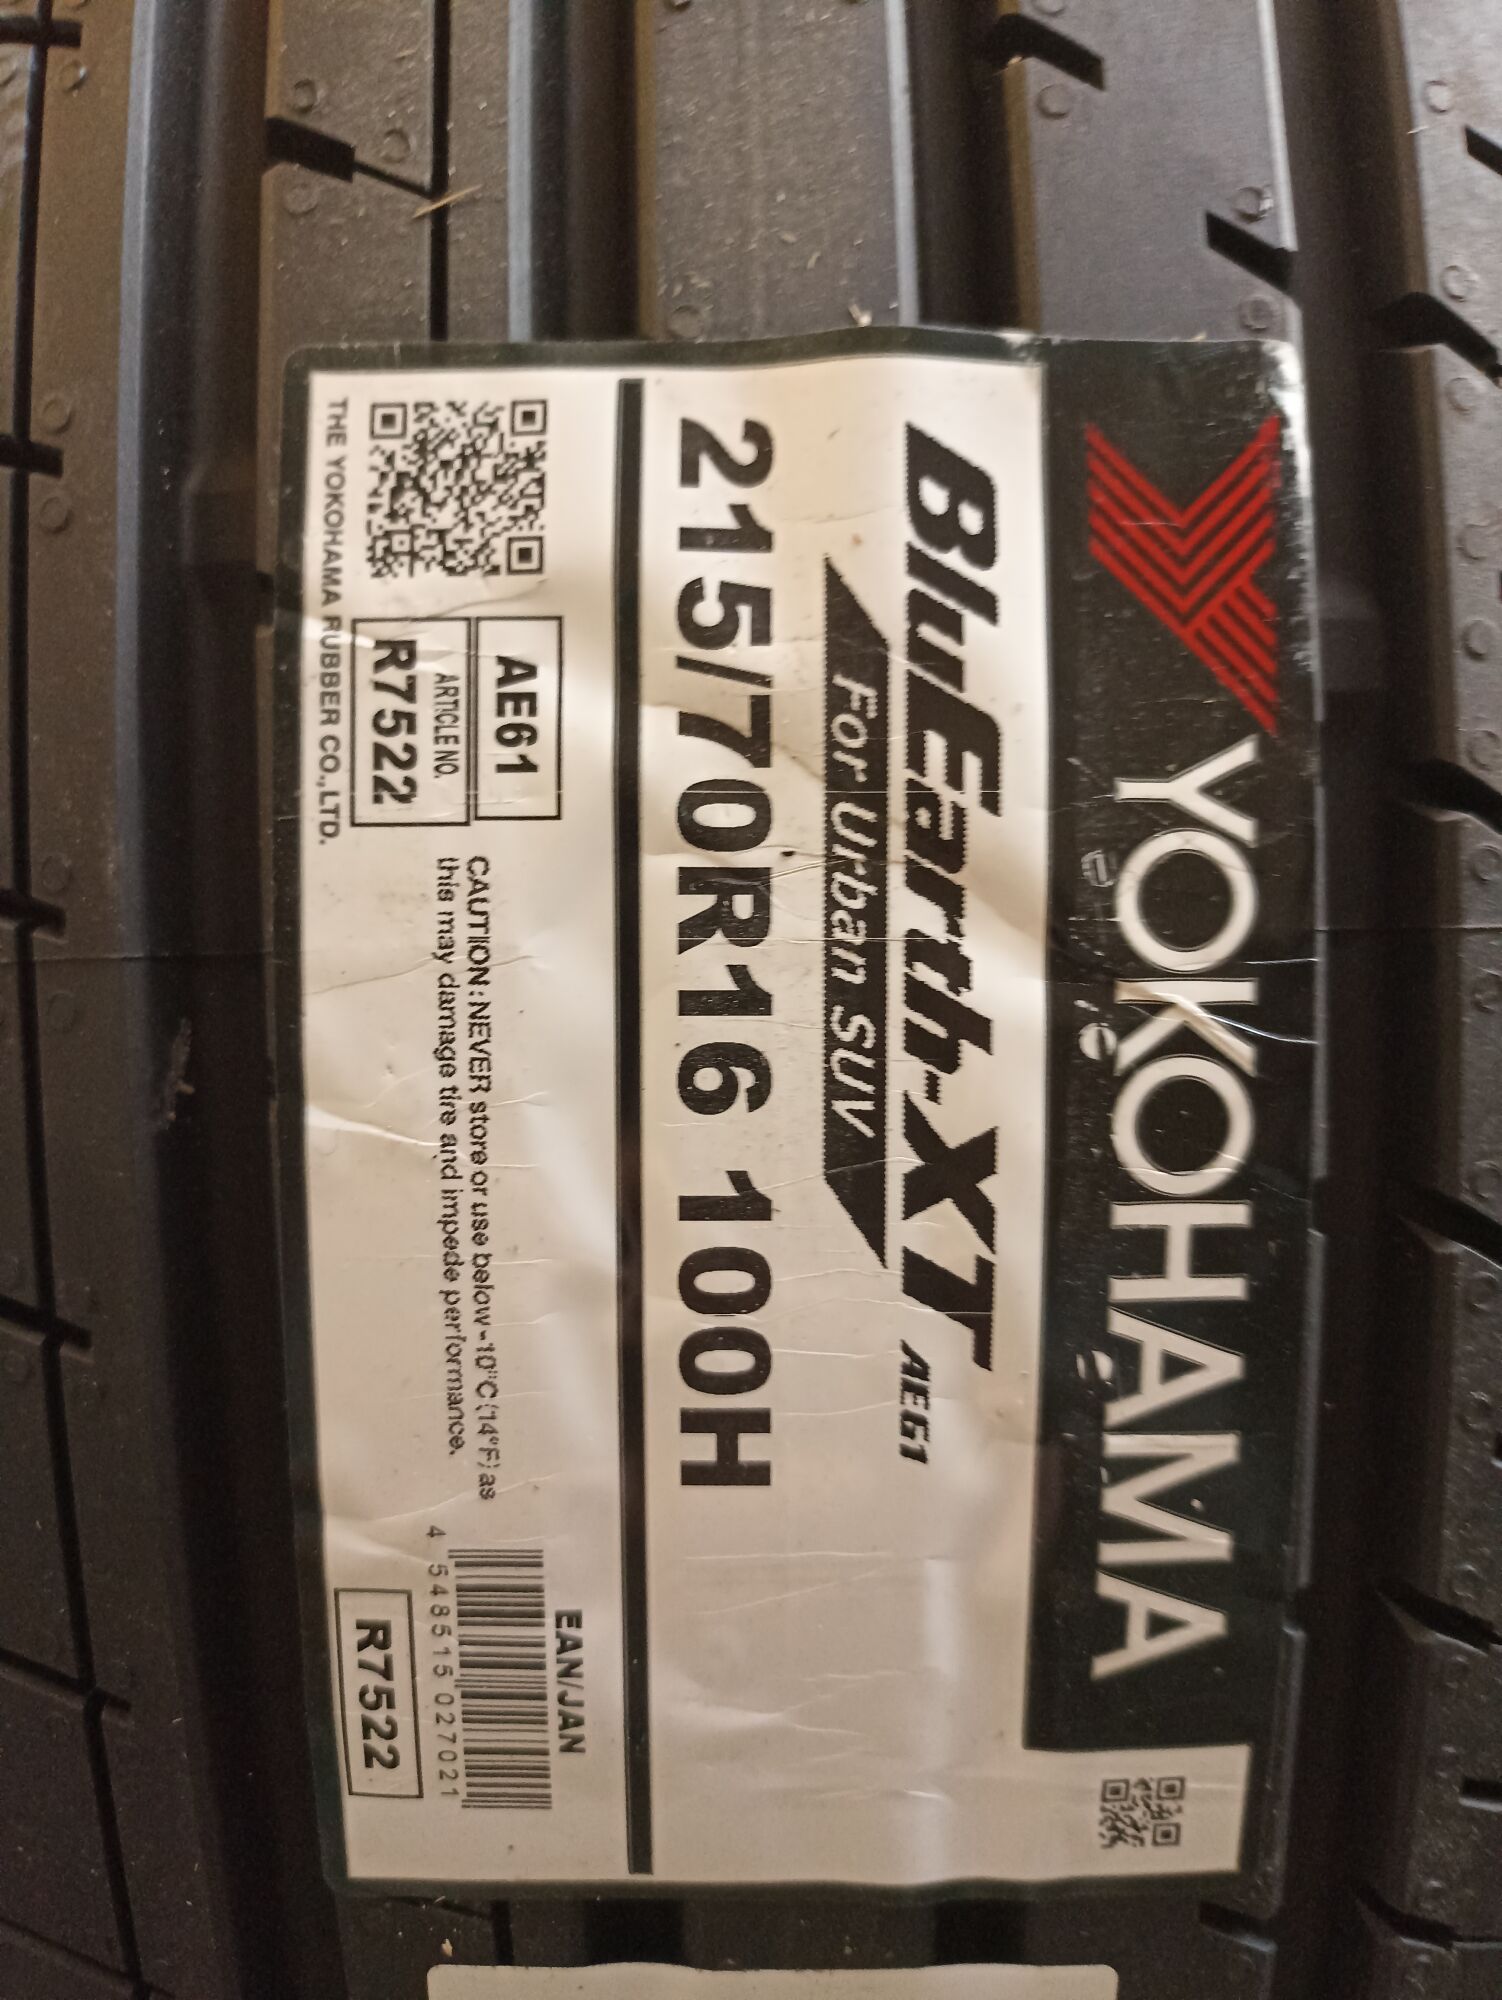 YOKOHAMA
BluEarth-XT AE61
For Urban SUV
215/70R16 100H
AE61
ARTICLE NO.
R7522
CAUTION:NEVER store or use below -10°C (14°F) as
this may damage tire and impede performance.
EAN/JAN
4 548515 027021
R7522
THE YOKOHAMA RUBBER CO.,LTD.